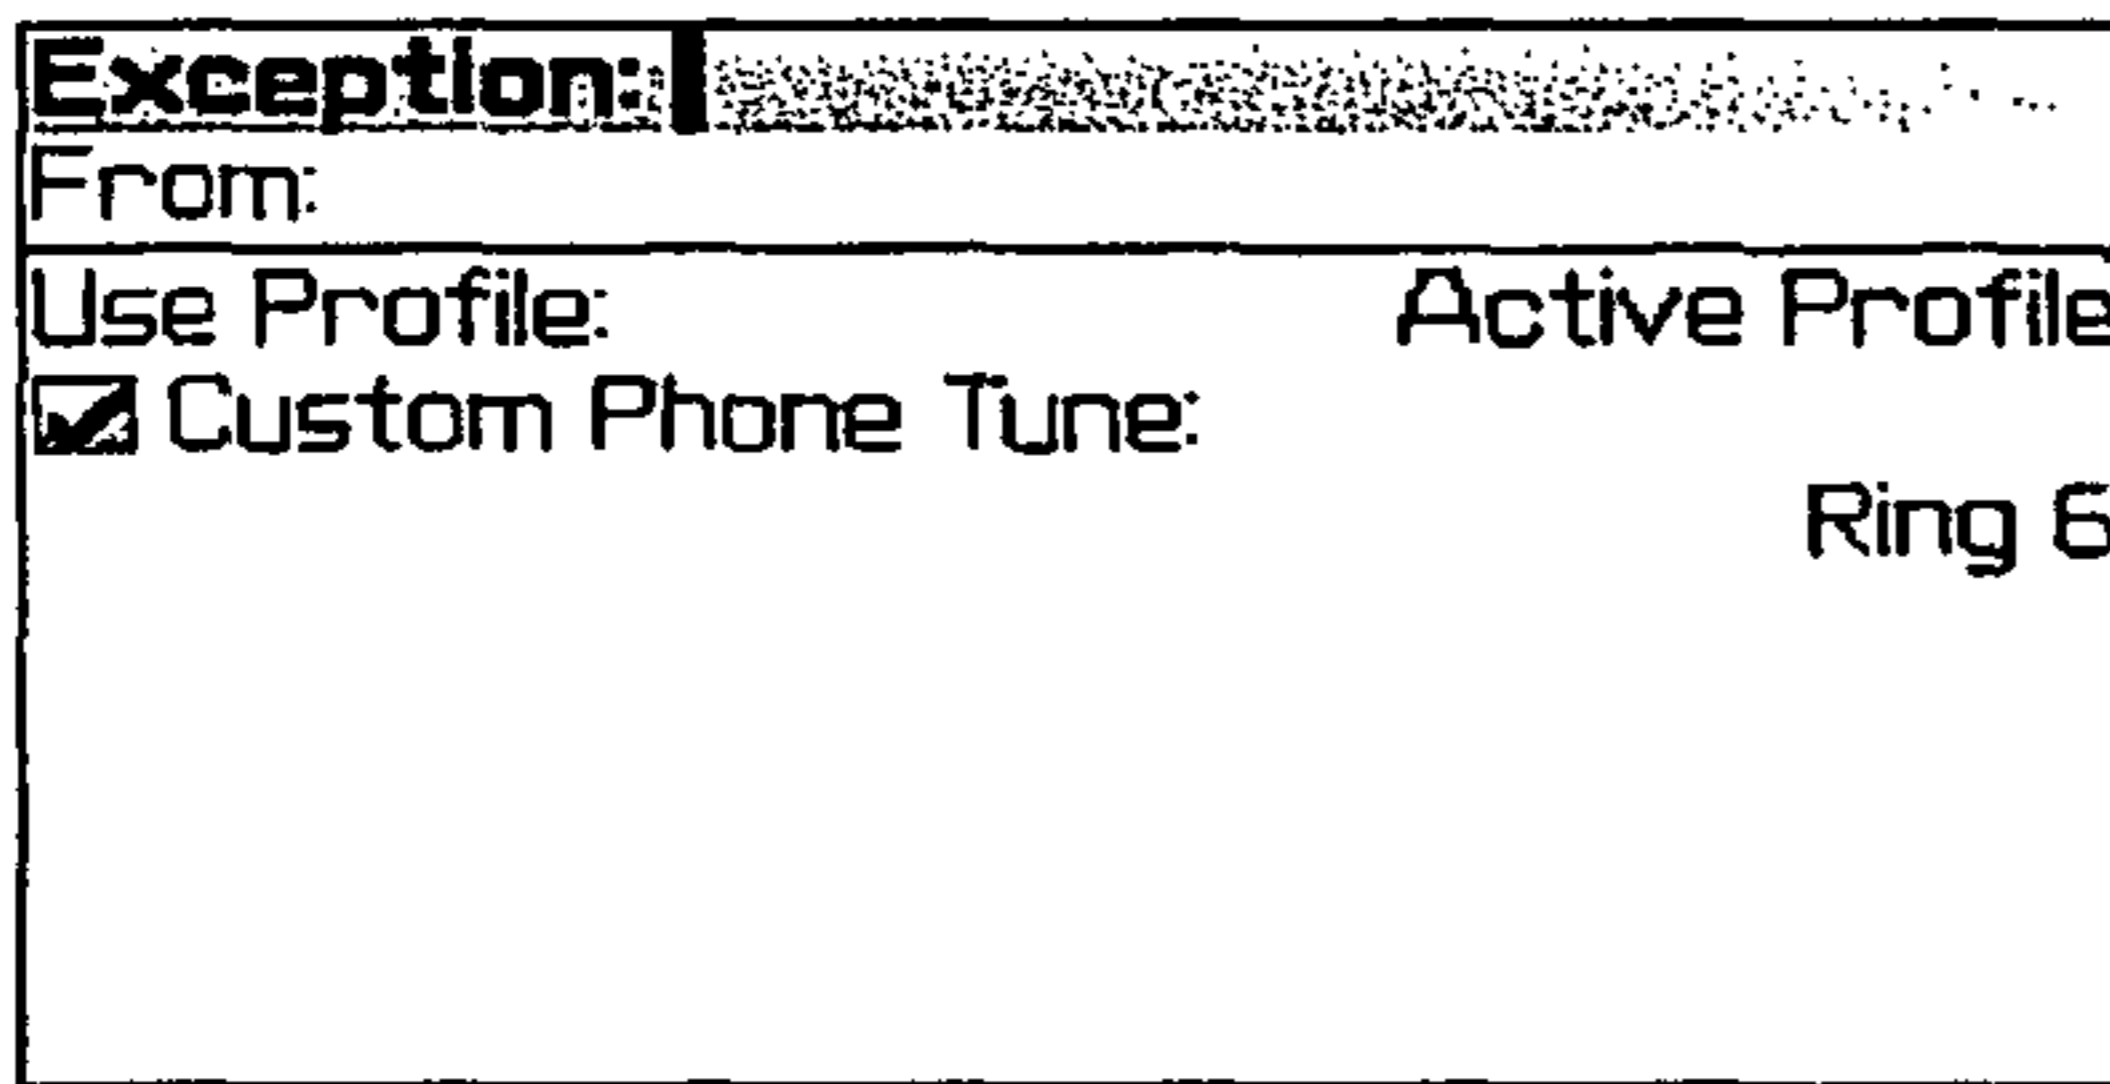 Exception:
From:
Use Profile: Active Profile
Custom Phone Tune:
Ring 6